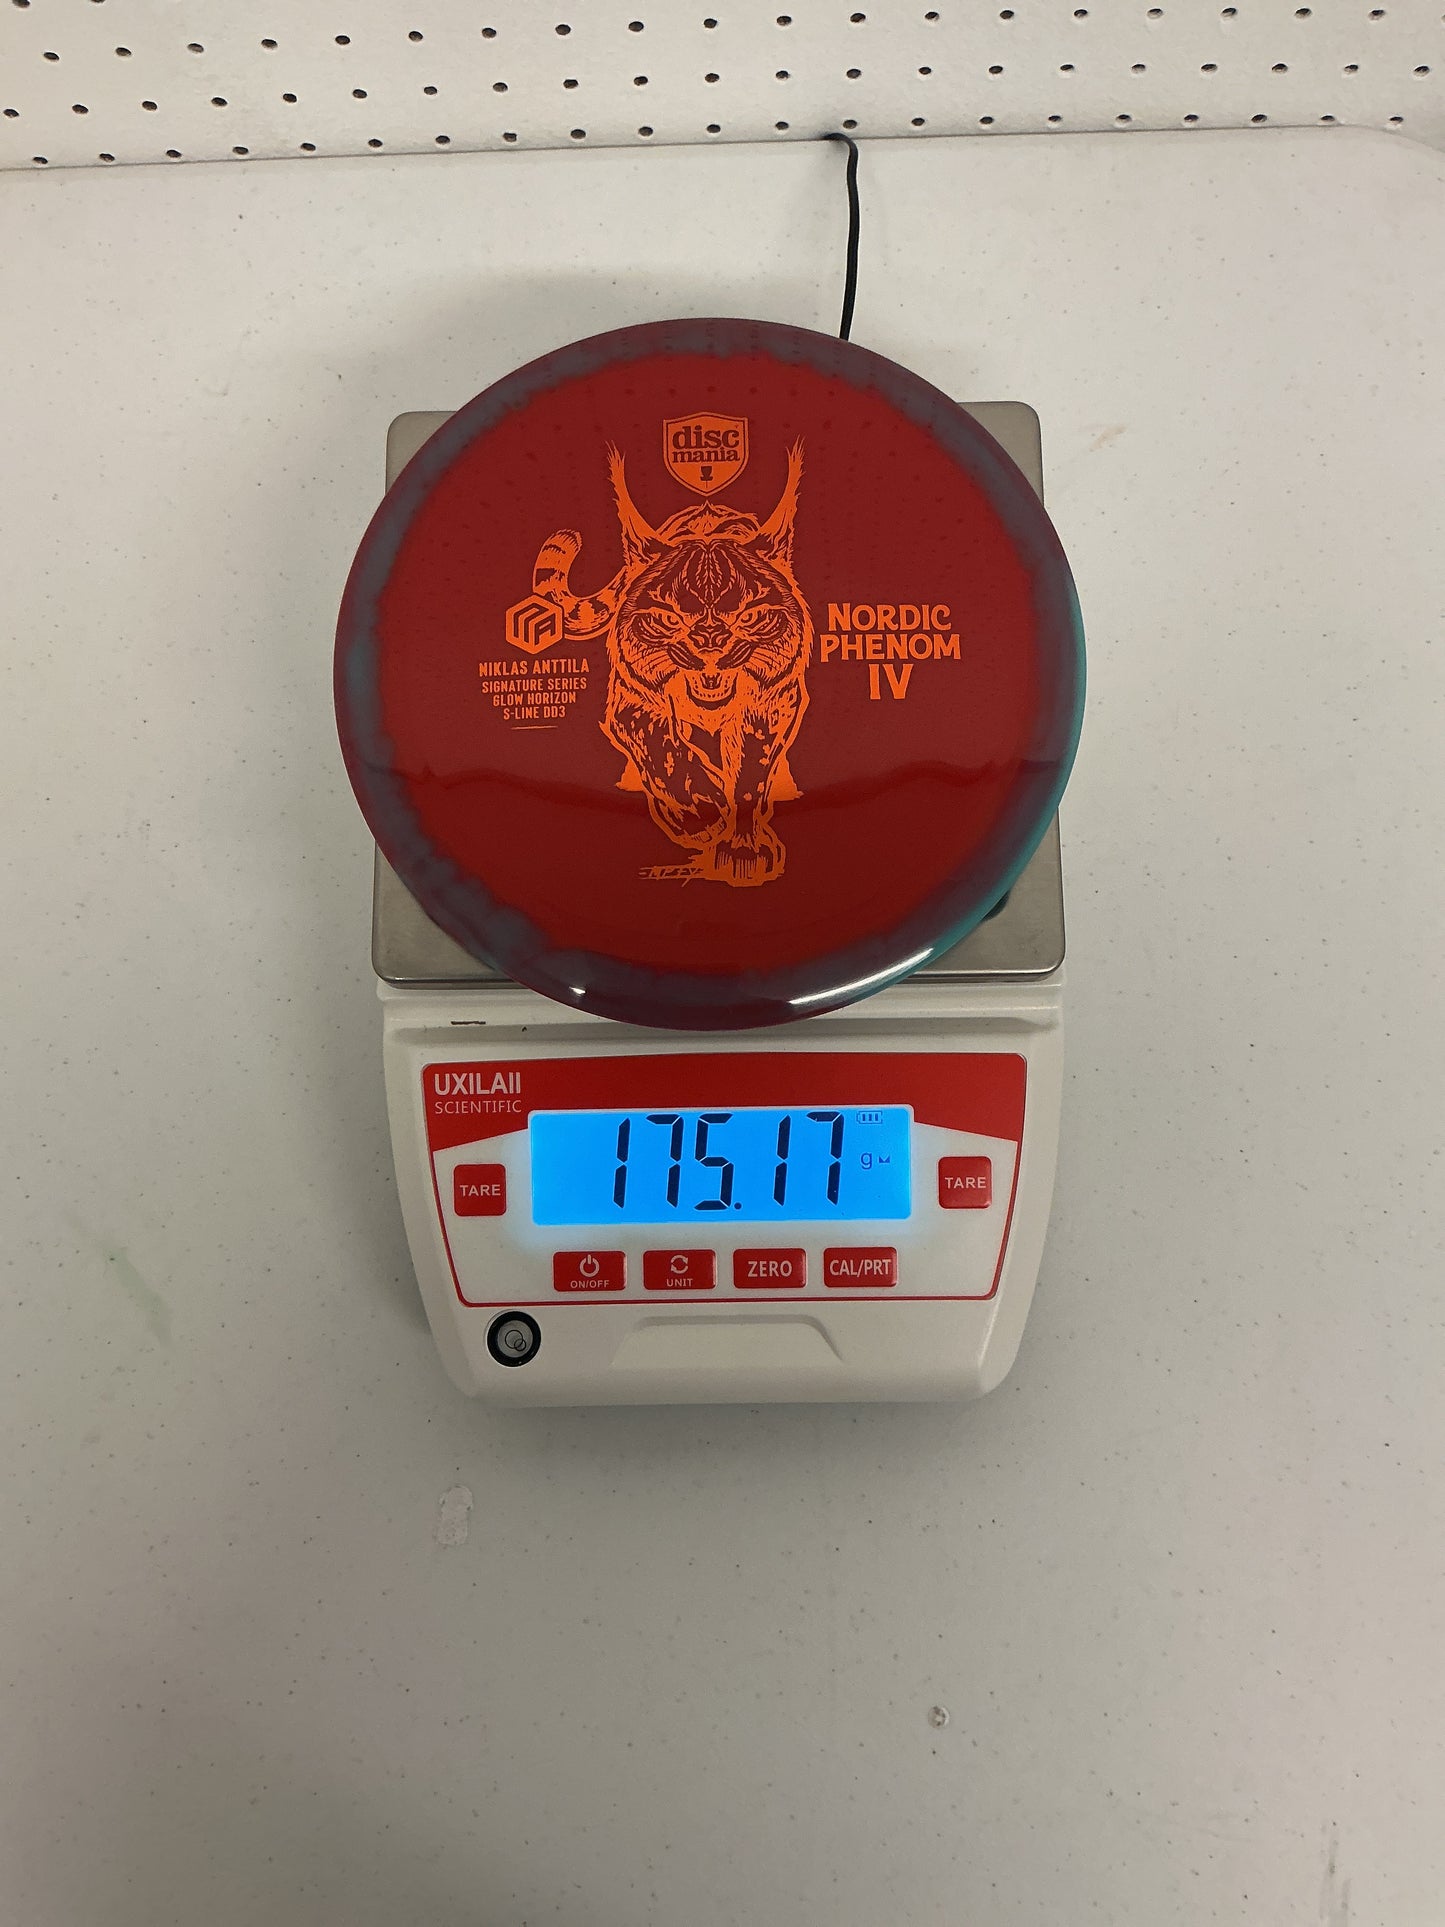 disc
mania
NIKLAS ANTTILA
SIGNATURE SERIES
GLOW HORIZON
S-LINE DD3
NORDIC
PHENOM
IV
UXILAII
SCIENTIFIC
175.17
g
TARE
TARE
ON/OFF
UNIT
ZERO
CAL/PRT